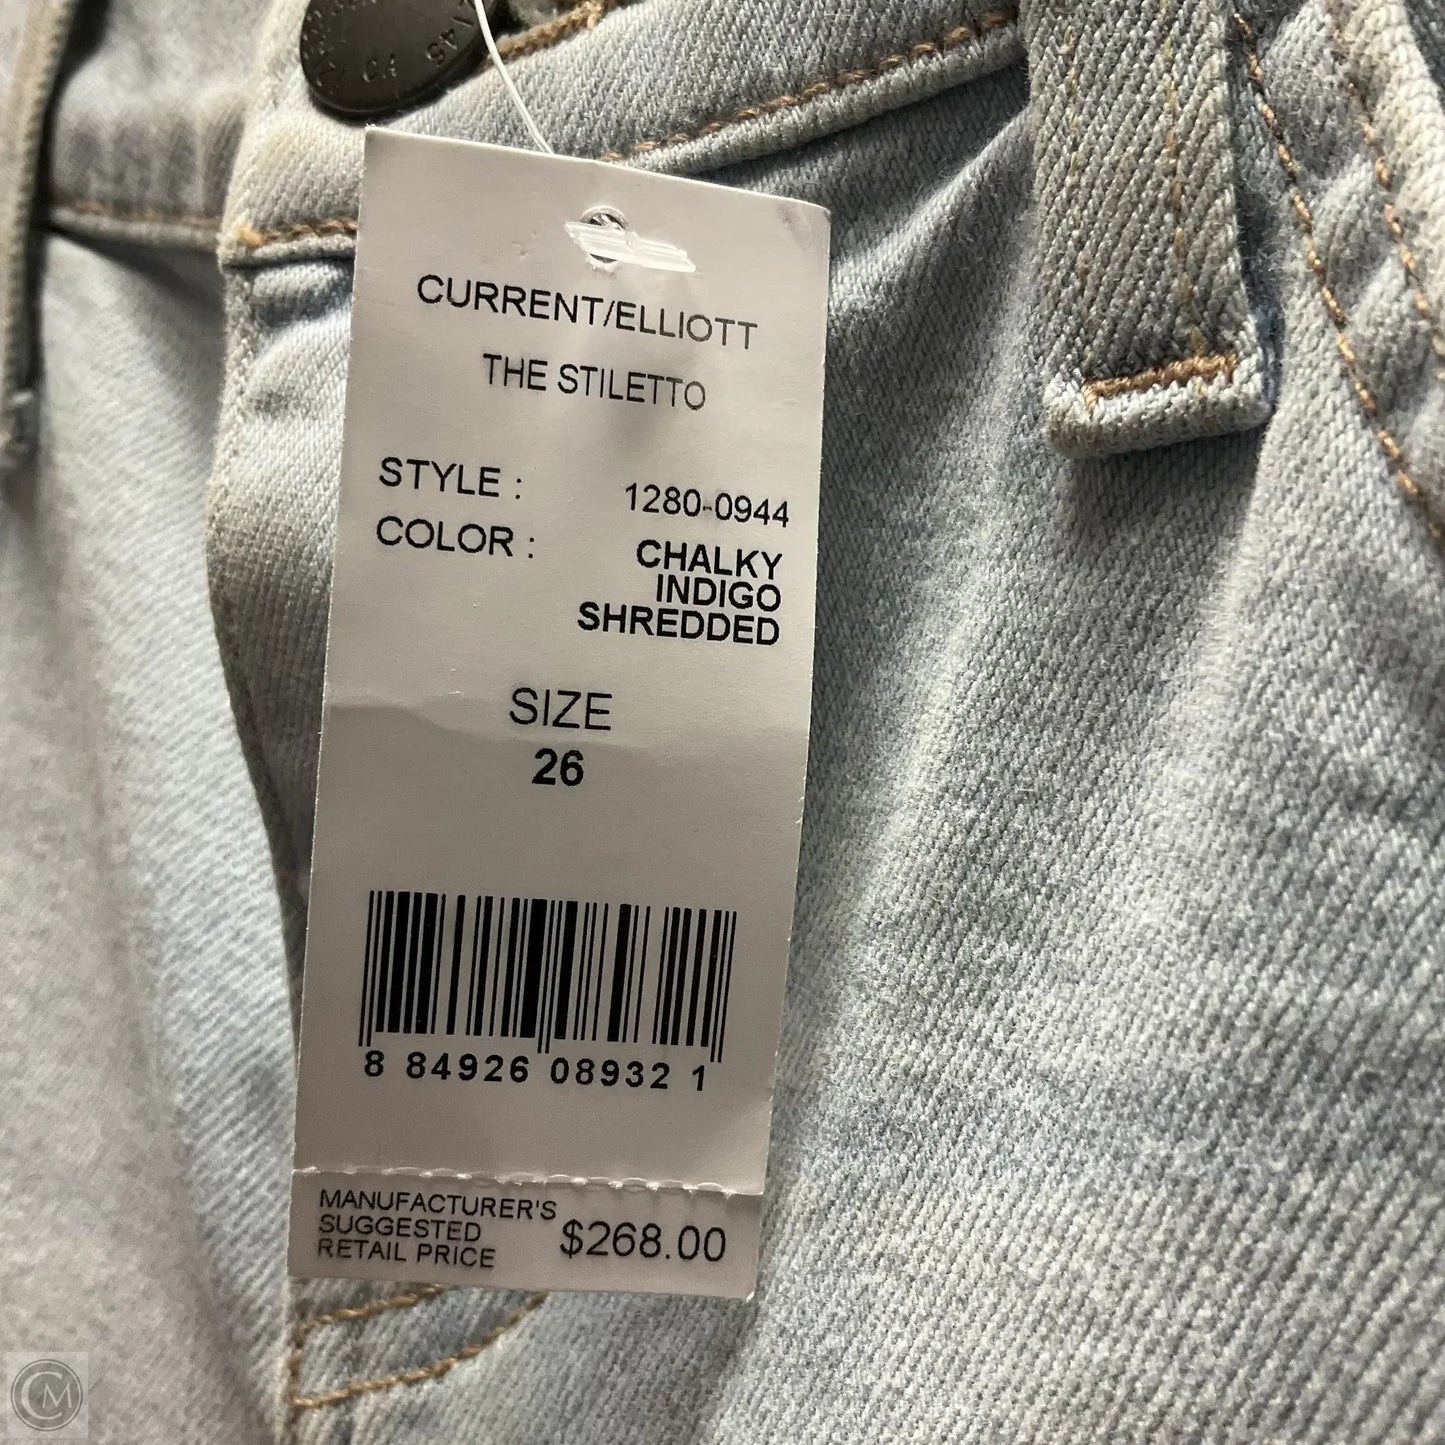 CURRENT/ELLIOTT
THE STILETTO
STYLE : 1280-0944
COLOR : CHALKY
INDIGO
SHREDDED
SIZE
26
8 84926 08932 1
MANUFACTURER'S
SUGGESTED
RETAIL PRICE
$268.00
CM